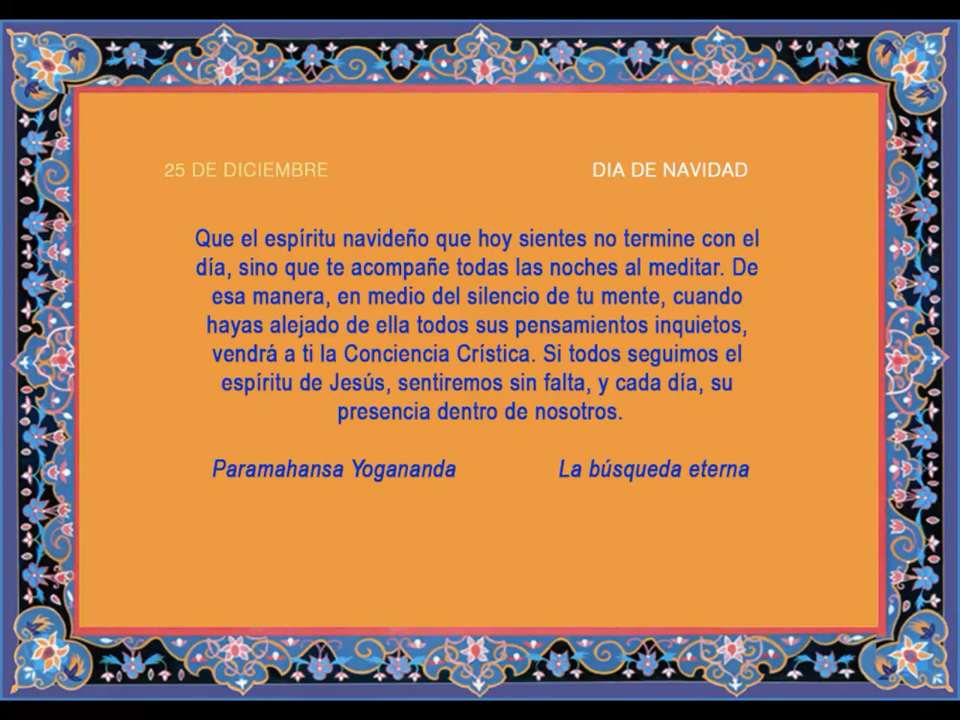 25 DE DICIEMBRE DIA DE NAVIDAD
Que el espíritu navideño que hoy sientes no termine con el
día, sino que te acompañe todas las noches al meditar. De
esa manera, en medio del silencio de tu mente, cuando
hayas alejado de ella todos sus pensamientos inquietos,
vendrá a ti la Conciencia Crística. Si todos seguimos el
espíritu de Jesús, sentiremos sin falta, y cada día, su
presencia dentro de nosotros.
Paramahansa Yogananda La búsqueda eterna